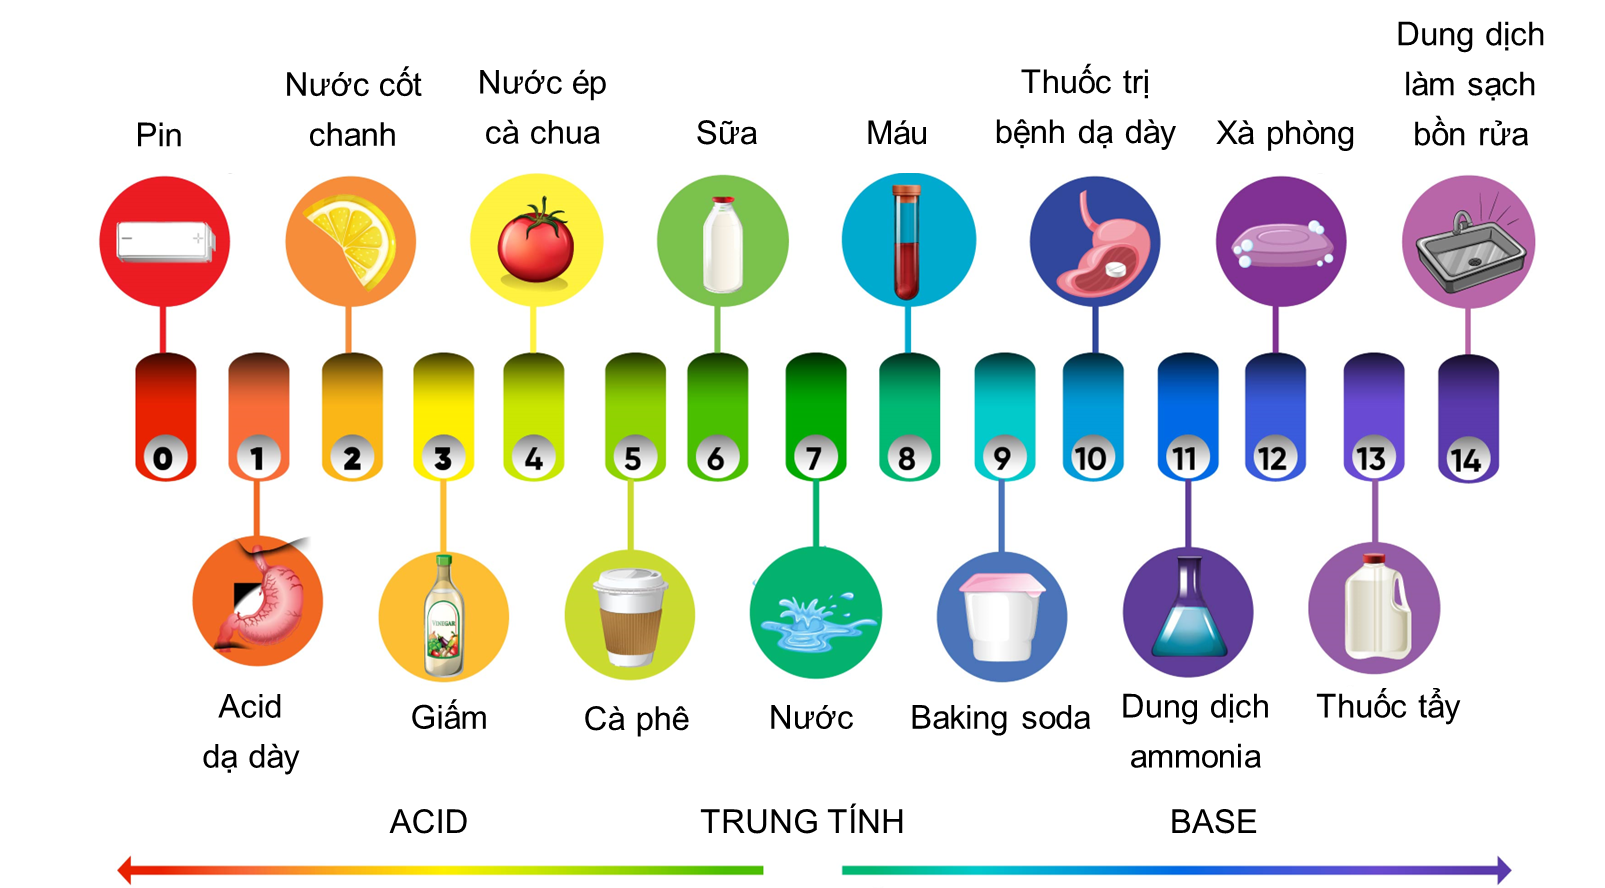 Pin
Nước cốt
chanh
Nước ép
cà chua
Sữa
Máu
Thuốc trị
bệnh dạ dày
Xà phòng
Dung dịch
làm sạch
bồn rửa
0 1 2 3 4 5 6 7 8 9 10 11 12 13 14
VINEGAR
Acid
dạ dày
Giấm
Cà phê
Nước
Baking soda
Dung dịch
ammonia
Thuốc tẩy
ACID TRUNG TÍNH BASE